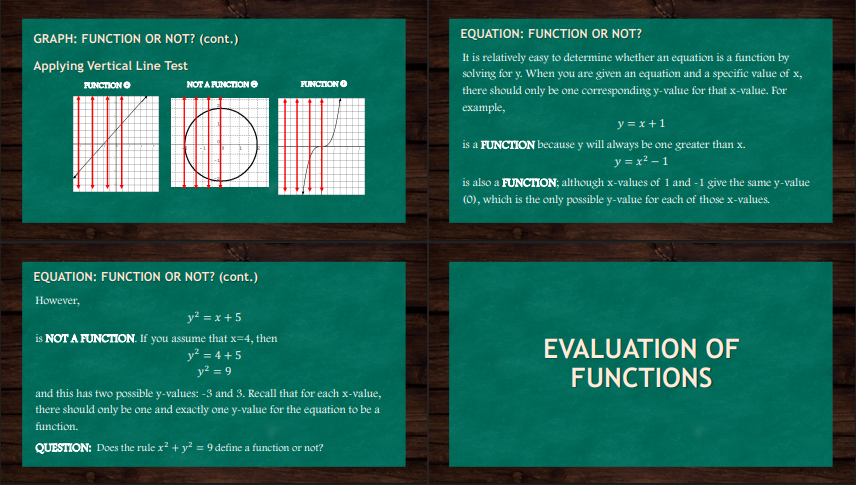 GRAPH: FUNCTION OR NOT? (cont.)
Applying Vertical Line Test
FUNCTION
NOT A FUNCTION
FUNCTION
EQUATION: FUNCTION OR NOT?
It is relatively easy to determine whether an equation is a function by
solving for y. When you are given an equation and a specific value of x,
there should only be one corresponding y-value for that x-value. For
example,
y = x + 1
is a FUNCTION because y will always be one greater than x.
y = x² − 1
is also a FUNCTION; although x-values of 1 and -1 give the same y-value
(0), which is the only possible y-value for each of those x-values.
EQUATION: FUNCTION OR NOT? (cont.)
However,
y² = x + 5
is NOT A FUNCTION. If you assume that x=4, then
y² = 4 + 5
y² = 9
and this has two possible y-values: -3 and 3. Recall that for each x-value,
there should only be one and exactly one y-value for the equation to be a
function.
QUESTION: Does the rule x² + y² = 9 define a function or not?
EVALUATION OF
FUNCTIONS